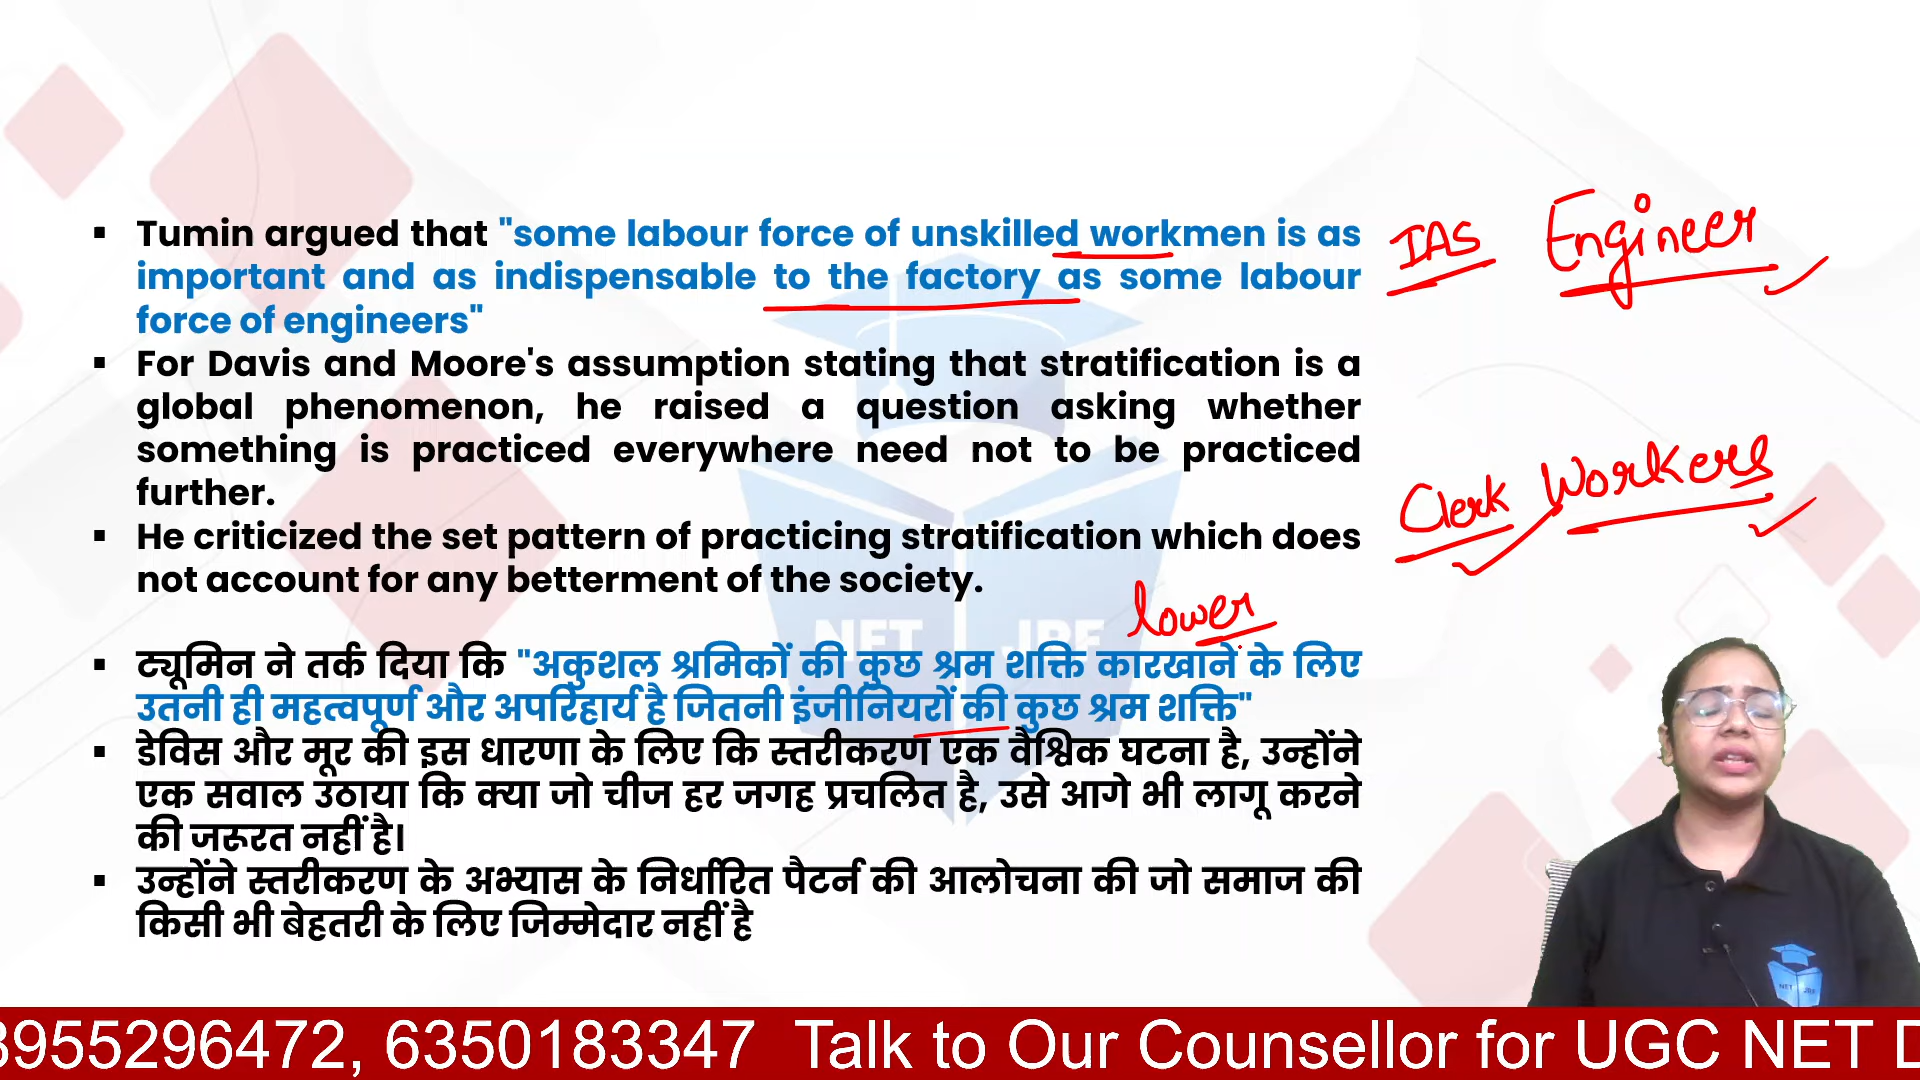 ▪ Tumin argued that "some labour force of unskilled workmen is as
important and as indispensable to the factory as some labour
force of engineers"
▪ For Davis and Moore's assumption stating that stratification is a
global phenomenon, he raised a question asking whether
something is practiced everywhere need not to be practiced
further.
▪ He criticized the set pattern of practicing stratification which does
not account for any betterment of the society.
▪ ट्यूमिन ने तर्क दिया कि "अकुशल श्रमिकों की कुछ श्रम शक्ति कारखाने के लिए
उतनी ही महत्वपूर्ण और अपरिहार्य है जितनी इंजीनियरों की कुछ श्रम शक्ति"
▪ डेविस और मूर की इस धारणा के लिए कि स्तरीकरण एक वैश्विक घटना है, उन्होंने
एक सवाल उठाया कि क्या जो चीज हर जगह प्रचलित है, उसे आगे भी लागू करने
की जरूरत नहीं है।
▪ उन्होंने स्तरीकरण के अभ्यास के निर्धारित पैटर्न की आलोचना की जो समाज की
किसी भी बेहतरी के लिए जिम्मेदार नहीं है
IAS Engineer
Clerk Workers
lower
NET JRF
NET JRF
8955296472, 6350183347 Talk to Our Counsellor for UGC NET D